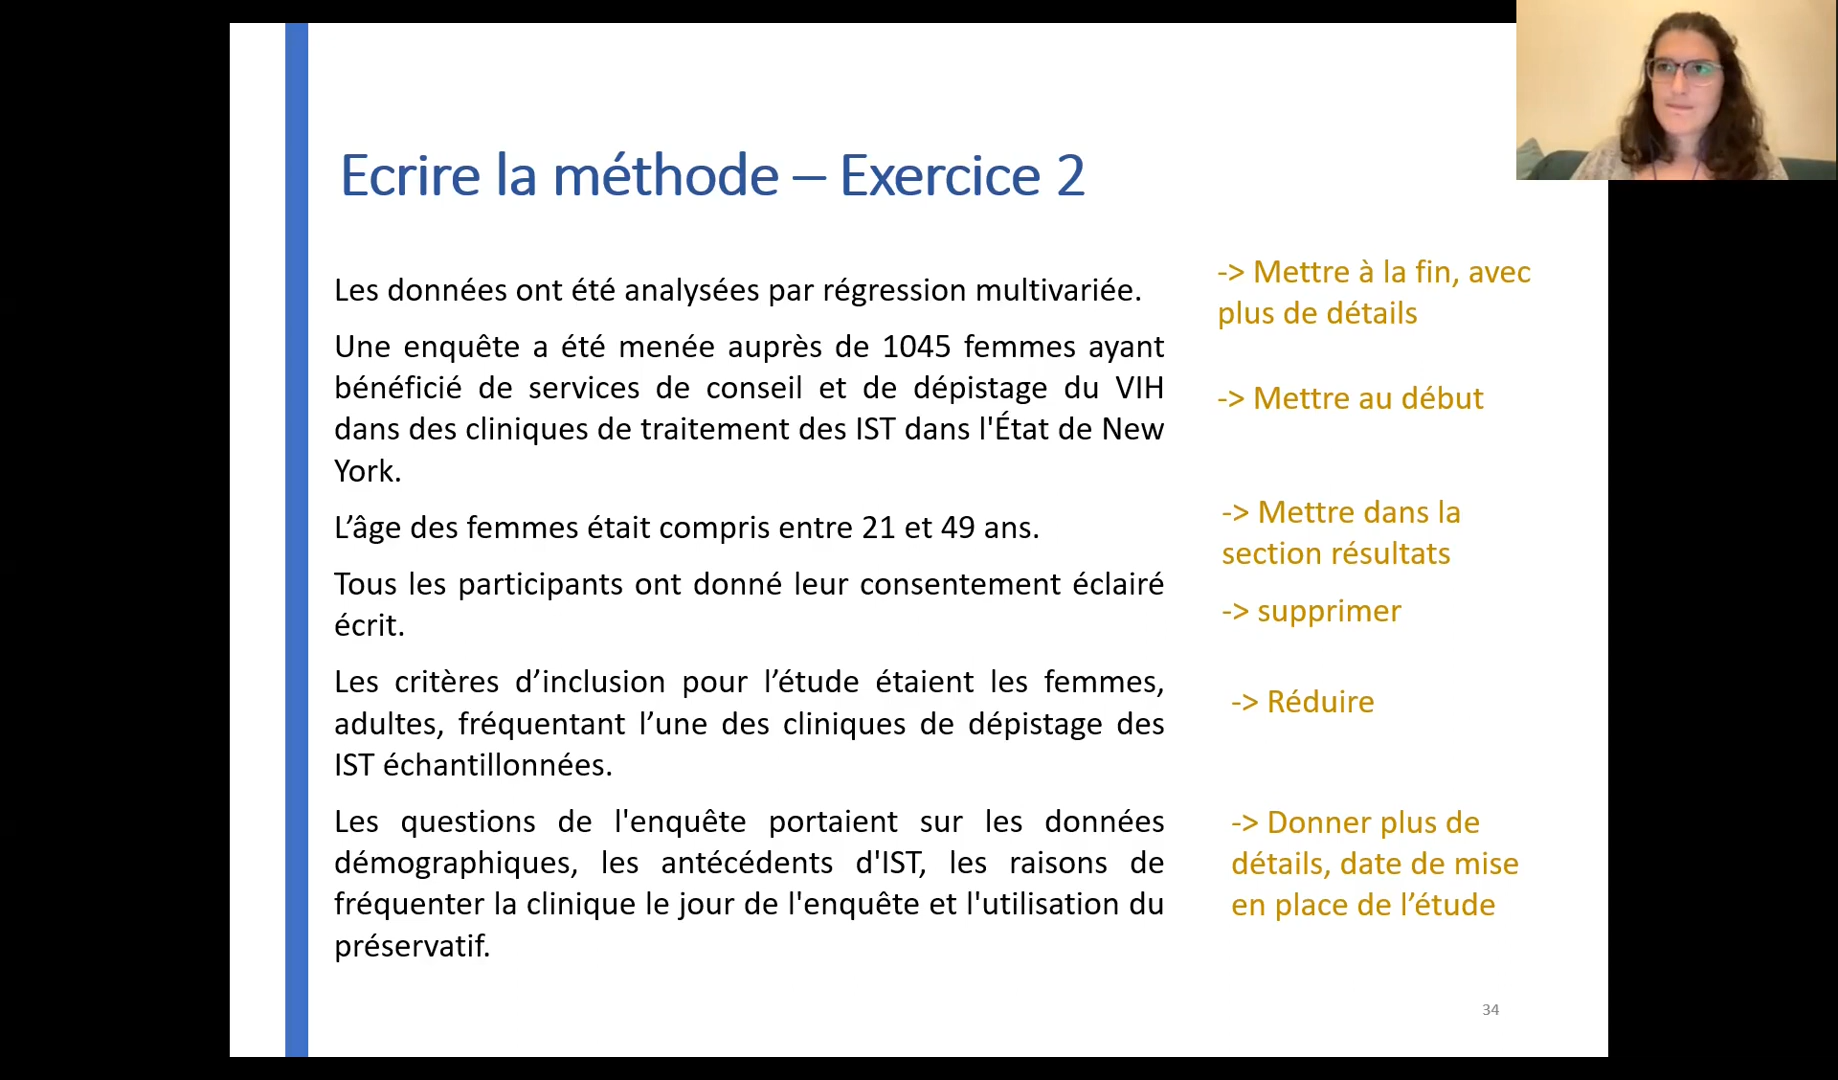 Ecrire la méthode – Exercice 2
Les données ont été analysées par régression multivariée.
-> Mettre à la fin, avec
plus de détails
Une enquête a été menée auprès de 1045 femmes ayant
bénéficié de services de conseil et de dépistage du VIH
dans des cliniques de traitement des IST dans l'État de New
York.
-> Mettre au début
L’âge des femmes était compris entre 21 et 49 ans.
-> Mettre dans la
section résultats
Tous les participants ont donné leur consentement éclairé
écrit.
-> supprimer
Les critères d’inclusion pour l’étude étaient les femmes,
adultes, fréquentant l’une des cliniques de dépistage des
IST échantillonnées.
-> Réduire
Les questions de l'enquête portaient sur les données
démographiques, les antécédents d'IST, les raisons de
fréquenter la clinique le jour de l'enquête et l'utilisation du
préservatif.
-> Donner plus de
détails, date de mise
en place de l’étude
34